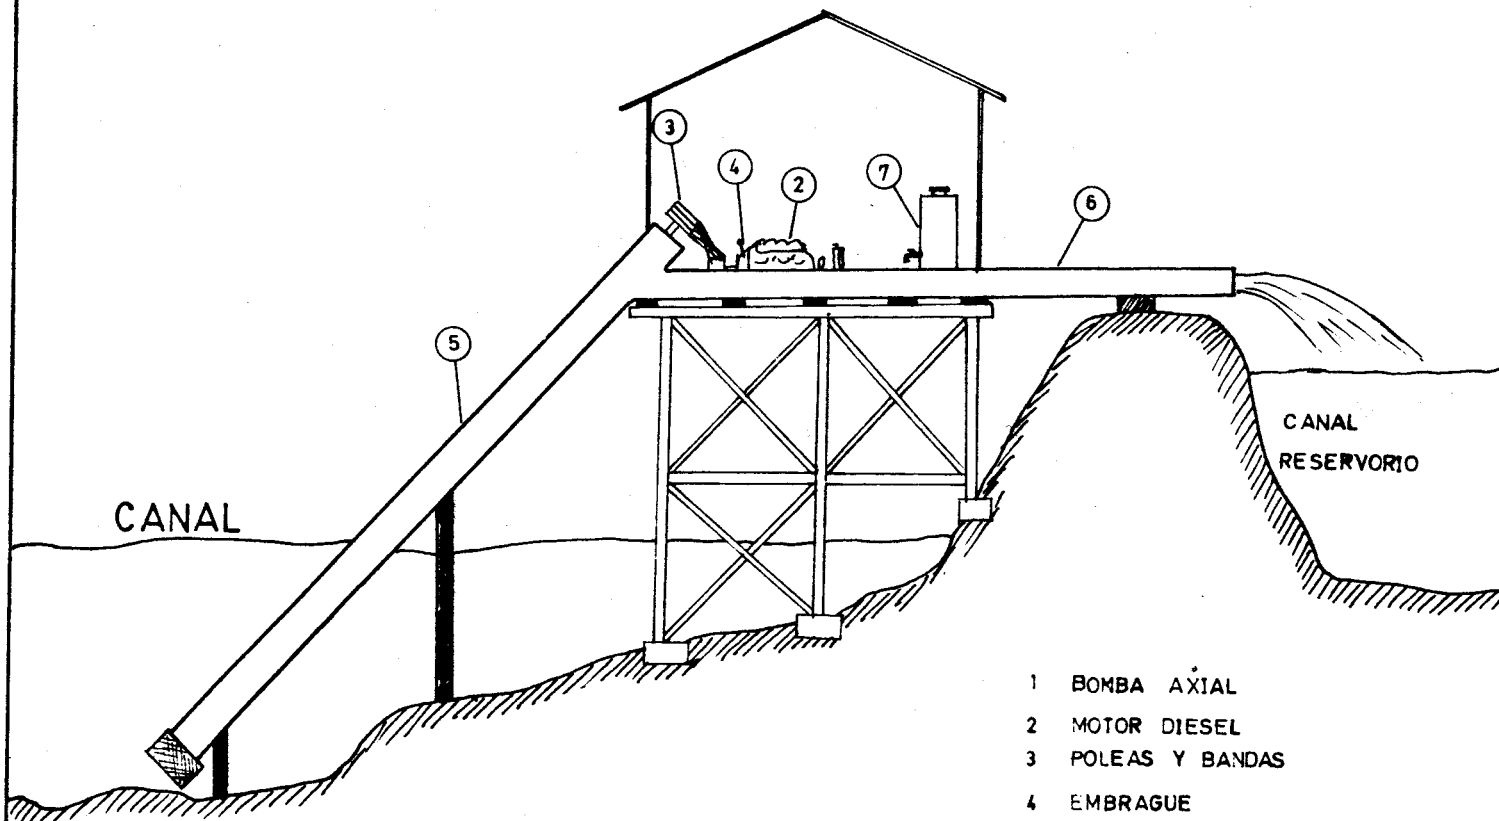 3
4
2
7
6
5
CANAL
CANAL
RESERVORIO
1 BOMBA AXIAL
2 MOTOR DIESEL
3 POLEAS Y BANDAS
4 EMBRAGUE